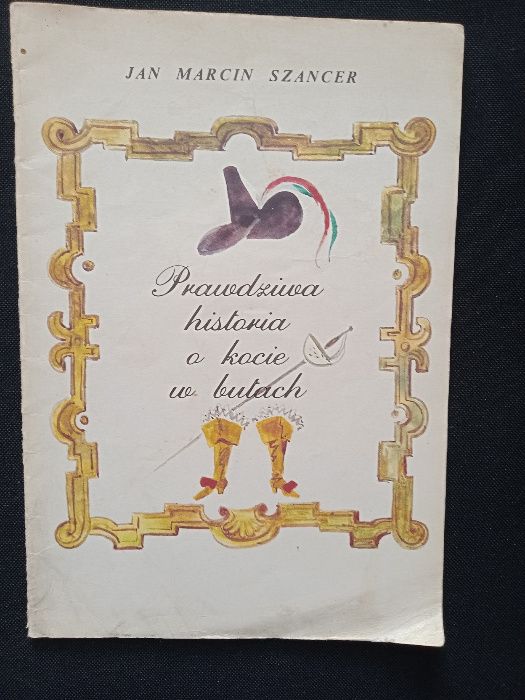 JAN MARCIN SZANCER
Prawdziwa
historia
o kocie
w butach